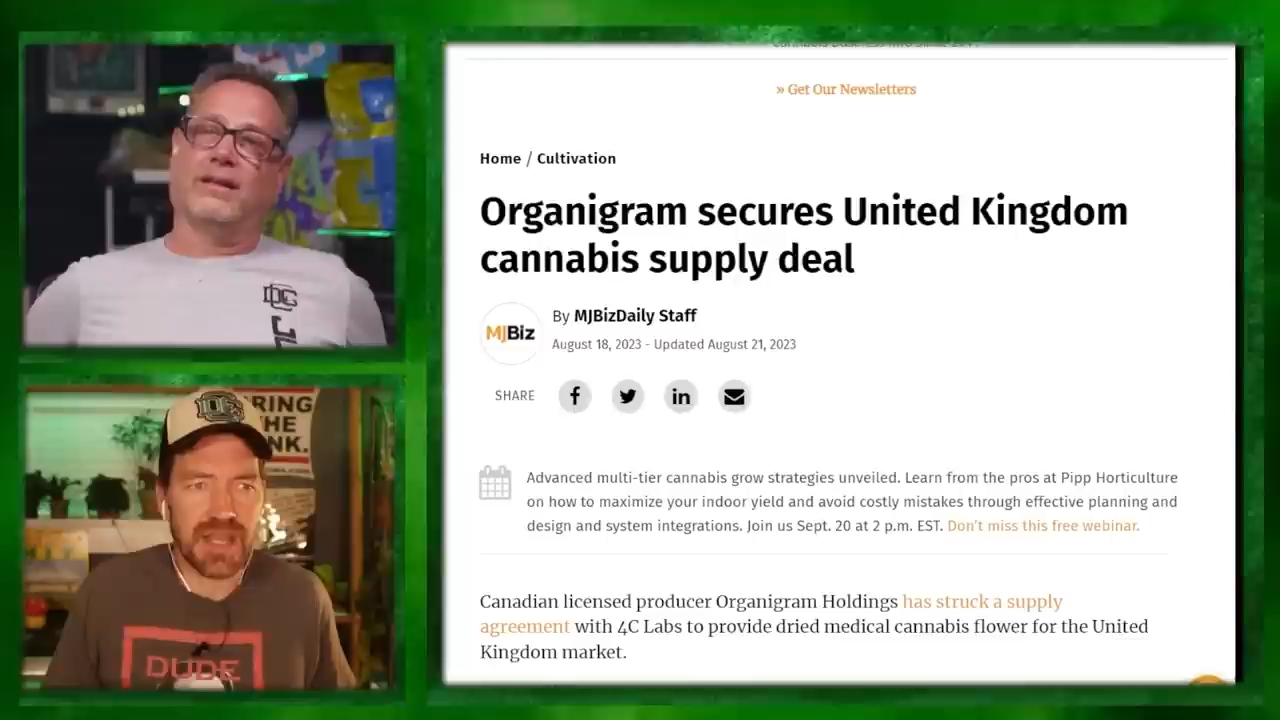 » Get Our Newsletters
Home / Cultivation
Organigram secures United Kingdom
cannabis supply deal
MJBiz
By MJBizDaily Staff
August 18, 2023 - Updated August 21, 2023
SHARE
Advanced multi-tier cannabis grow strategies unveiled. Learn from the pros at Pipp Horticulture
on how to maximize your indoor yield and avoid costly mistakes through effective planning and
design and system integrations. Join us Sept. 20 at 2 p.m. EST. Don't miss this free webinar.
Canadian licensed producer Organigram Holdings has struck a supply
agreement with 4C Labs to provide dried medical cannabis flower for the United
Kingdom market.
DUDE